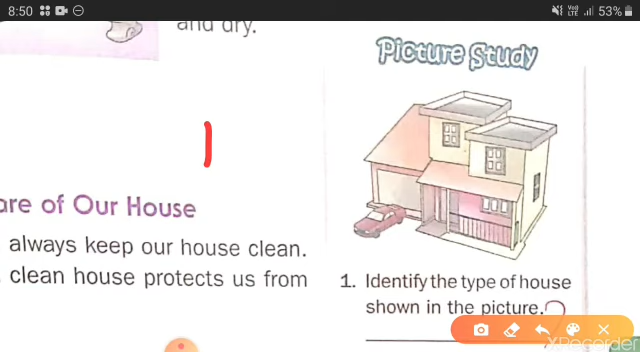 8:50
53%
and dry.
Picture Study
are of Our House
always keep our house clean.
clean house protects us from
1. Identify the type of house
shown in the picture.
XRecorder